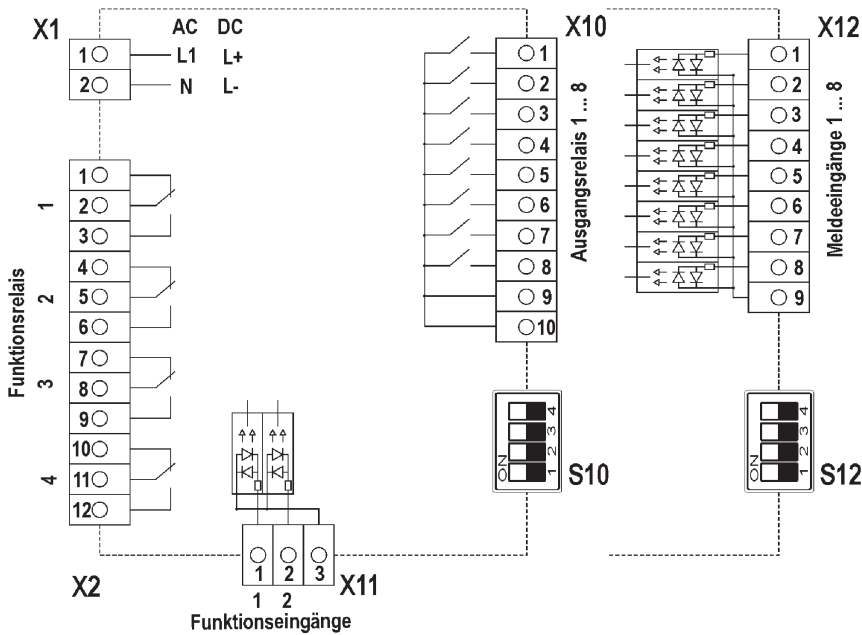 X1
AC DC
1 L1 L+
2 N L-
Funktionsrelais
1
2
3
4
1
2
3
4
5
6
7
8
9
10
11
12
X2
X10
1
2
3
4
5
6
7
8
9
10
Ausgangsrelais 1 ... 8
X12
1
2
3
4
5
6
7
8
9
Meldeeingänge 1 ... 8
4
3
2
1
ON
S10
4
3
2
1
ON
S12
1 2 3
X11
1 2
Funktionseingänge